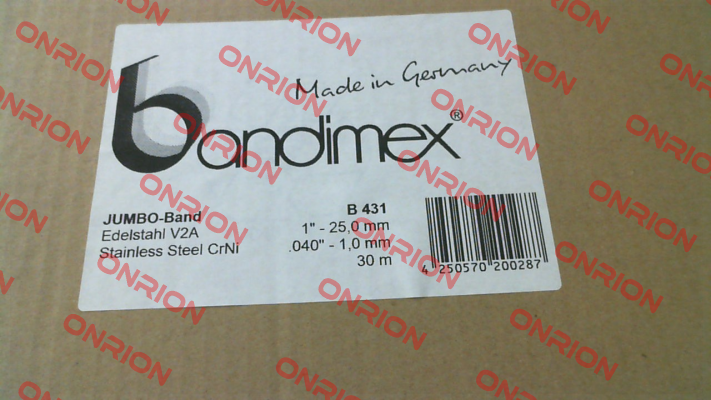 Made in Germany
bandimex®
JUMBO-Band
Edelstahl V2A
Stainless Steel CrNi
B 431
1" - 25,0 mm
.040" - 1,0 mm
30 m
4 250570 200287
ONRION